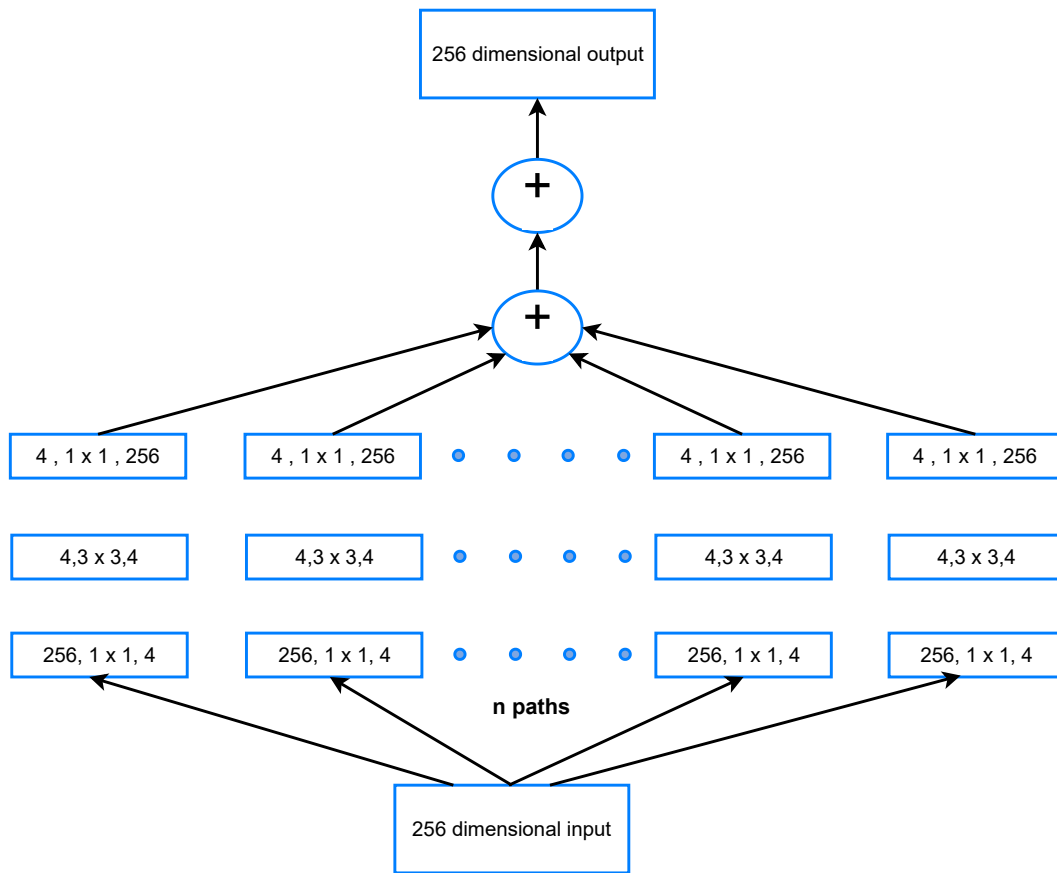 256 dimensional output
+
+
4 , 1 x 1 , 256
4 , 1 x 1 , 256
4 , 1 x 1 , 256
4 , 1 x 1 , 256
4,3 x 3,4
4,3 x 3,4
4,3 x 3,4
4,3 x 3,4
256, 1 x 1, 4
256, 1 x 1, 4
256, 1 x 1, 4
256, 1 x 1, 4
n paths
256 dimensional input